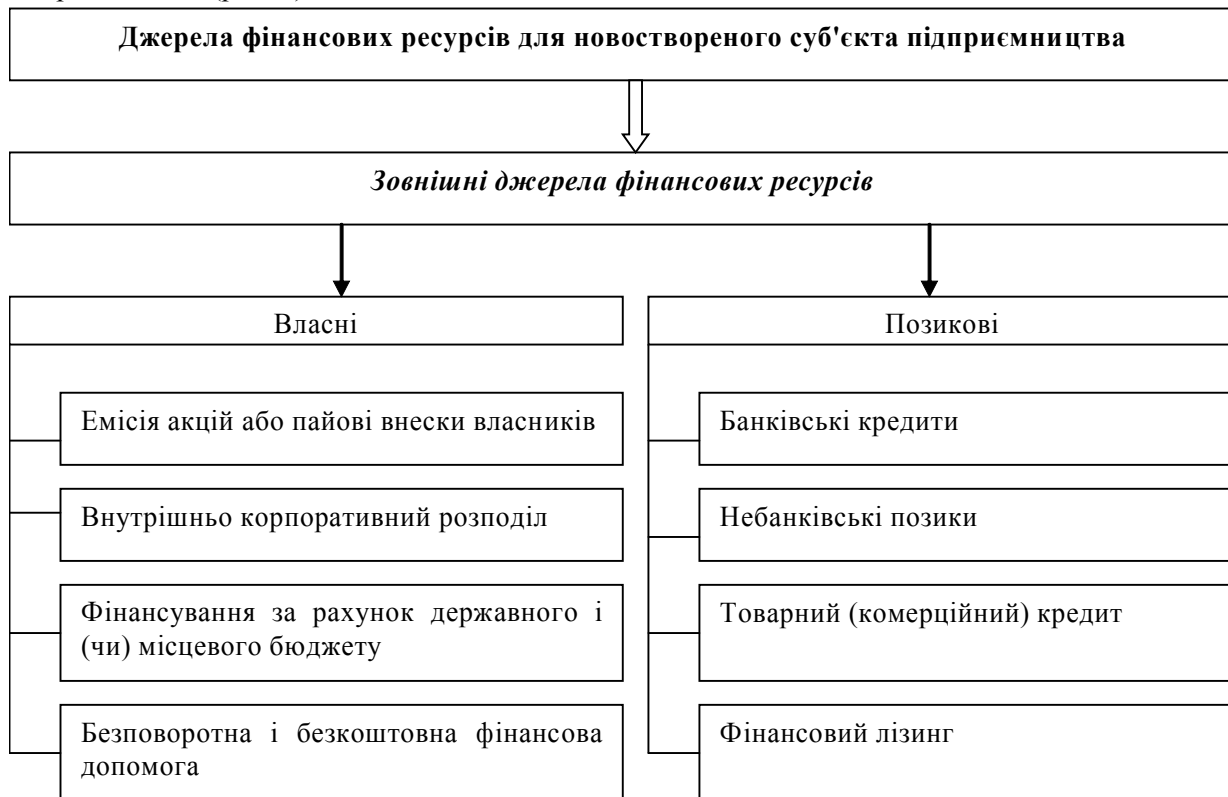 Джерела фінансових ресурсів для новоствореного суб'єкта підприємництва
Зовнішні джерела фінансових ресурсів
Власні
Емісія акцій або пайові внески власників
Внутрішньо корпоративний розподіл
Фінансування за рахунок державного і
(чи) місцевого бюджету
Безповоротна і безкоштовна фінансова
допомога
Позикові
Банківські кредити
Небанківські позики
Товарний (комерційний) кредит
Фінансовий лізинг